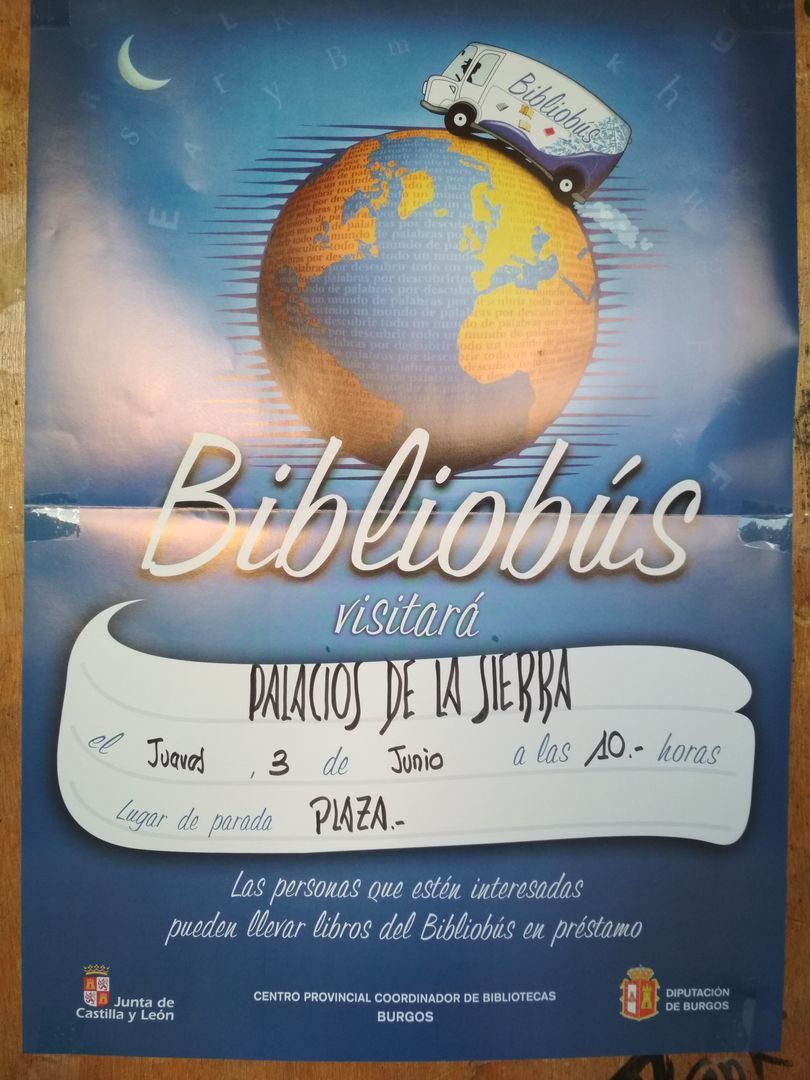 Bibliobús
Bibliobús
visitará
PALACIOS DE LA SIERRA
el Jueves, 3 de Junio a las 10.- horas
Lugar de parada PLAZA.-
Las personas que estén interesadas
pueden llevar libros del Bibliobús en préstamo
Junta de
Castilla y León
CENTRO PROVINCIAL COORDINADOR DE BIBLIOTECAS
BURGOS
DIPUTACIÓN
DE BURGOS